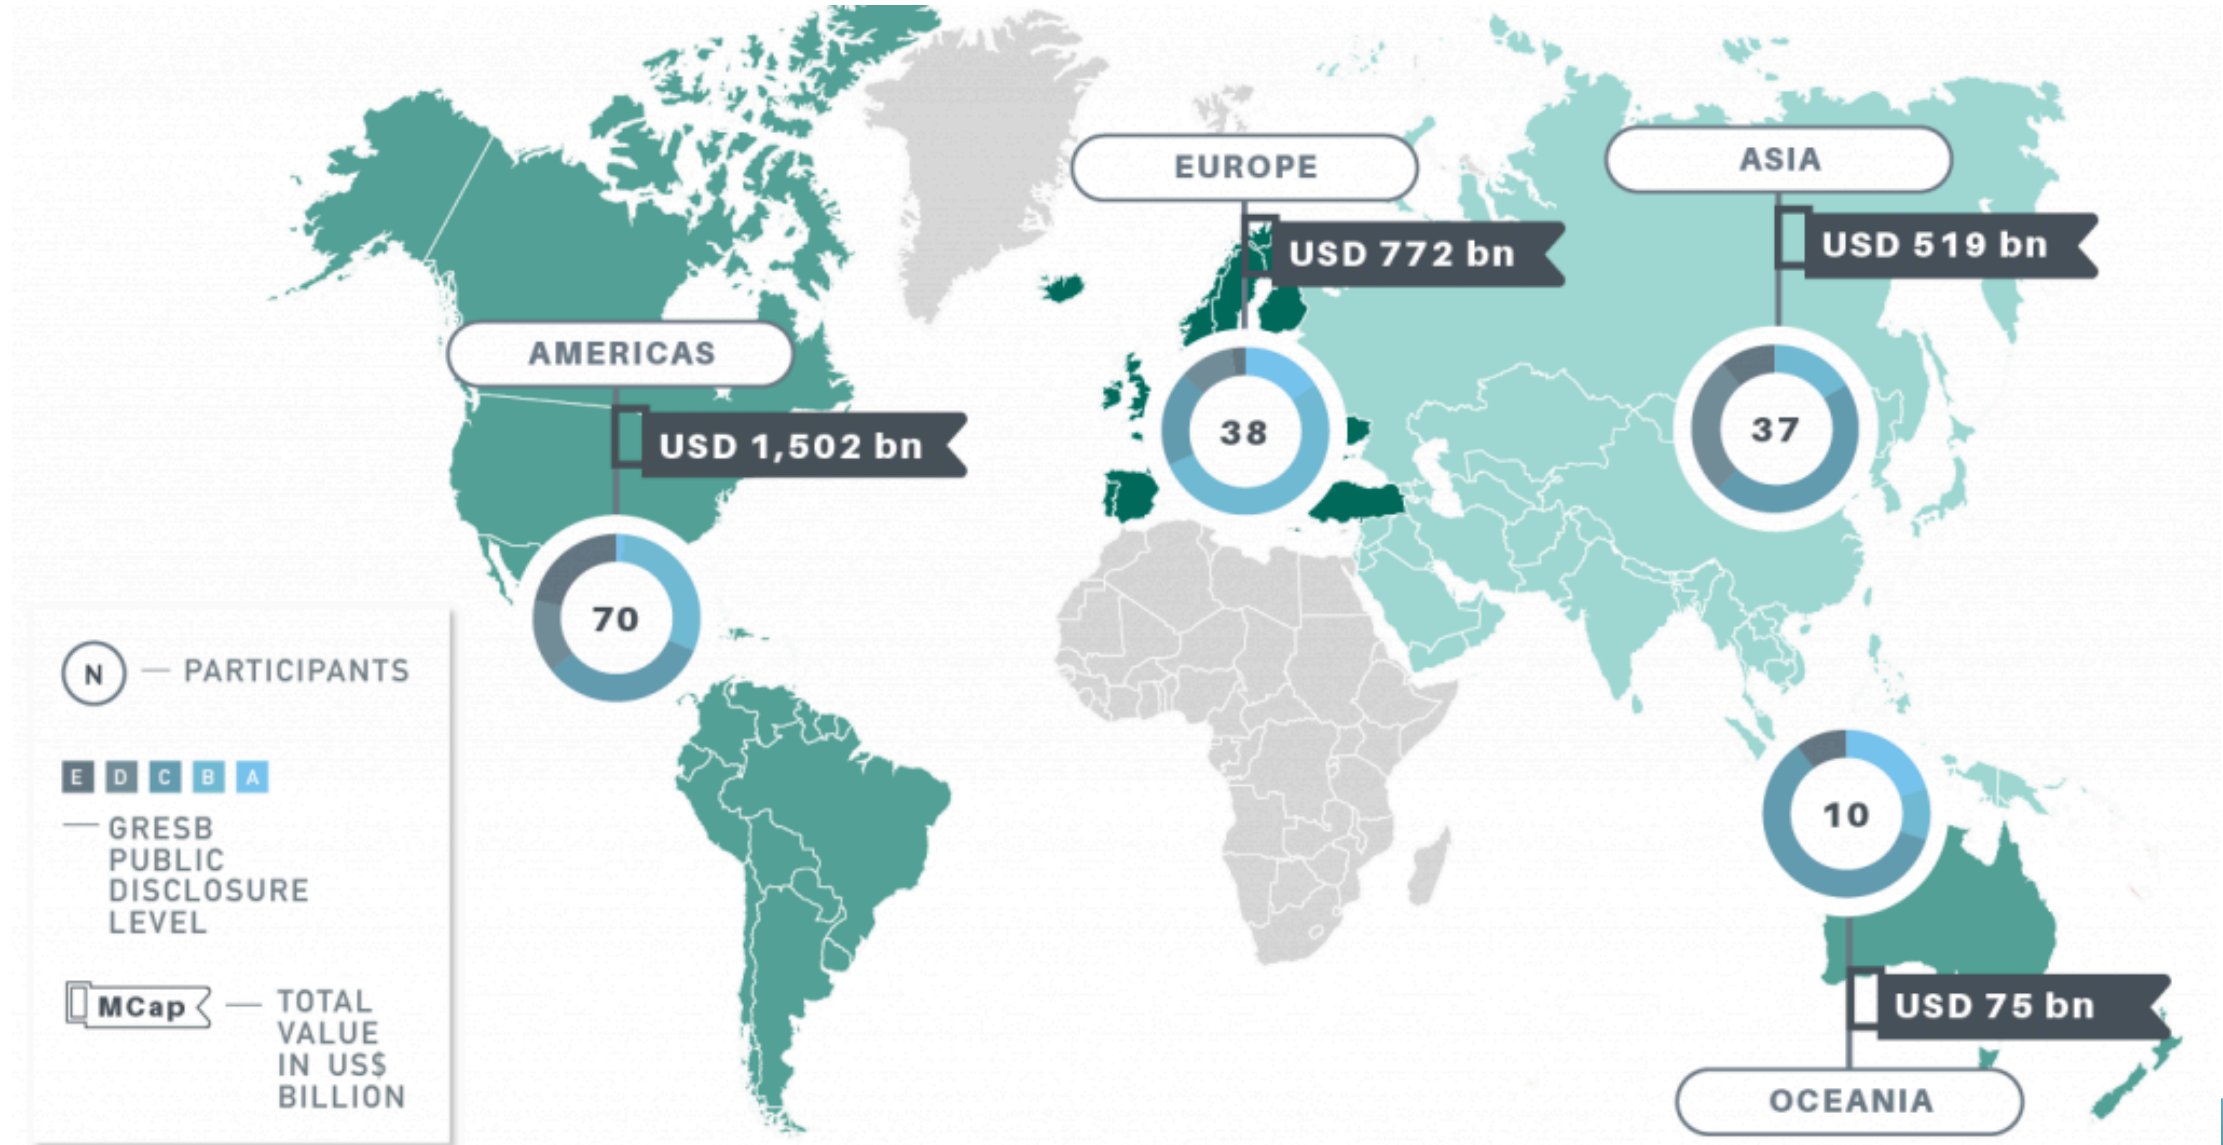 EUROPE
USD 772 bn
38
ASIA
USD 519 bn
37
AMERICAS
USD 1,502 bn
70
10
USD 75 bn
OCEANIA
N — PARTICIPANTS
E D C B A
— GRESB
PUBLIC
DISCLOSURE
LEVEL
MCap — TOTAL
VALUE
IN US$
BILLION